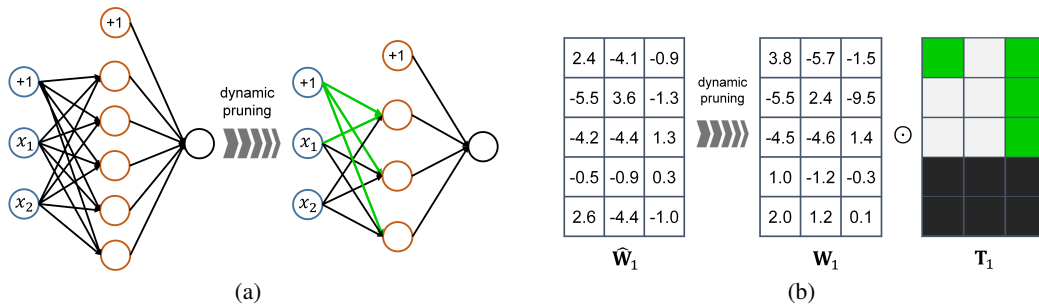 +1
+1
x₁
x₂
dynamic
pruning
+1
+1
x₁
x₂
(a)
2.4 -4.1 -0.9
-5.5 3.6 -1.3
-4.2 -4.4 1.3
-0.5 -0.9 0.3
2.6 -4.4 -1.0
Ŵ₁
dynamic
pruning
3.8 -5.7 -1.5
-5.5 2.4 -9.5
-4.5 -4.6 1.4
1.0 -1.2 -0.3
2.0 1.2 0.1
W₁
⊙
T₁
(b)